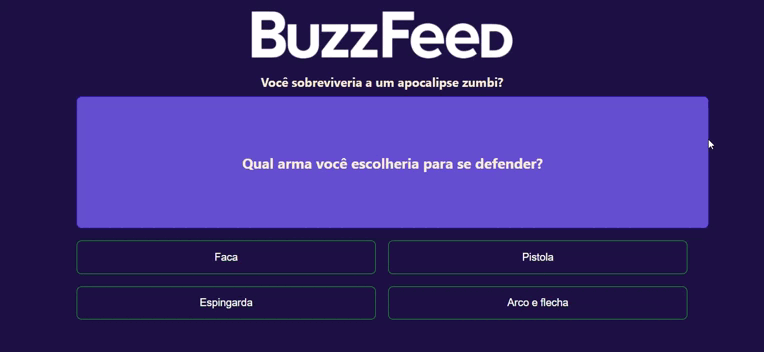 BuzzFeed
Você sobreviveria a um apocalipse zumbi?
Qual arma você escolheria para se defender?
Faca
Pistola
Espingarda
Arco e flecha